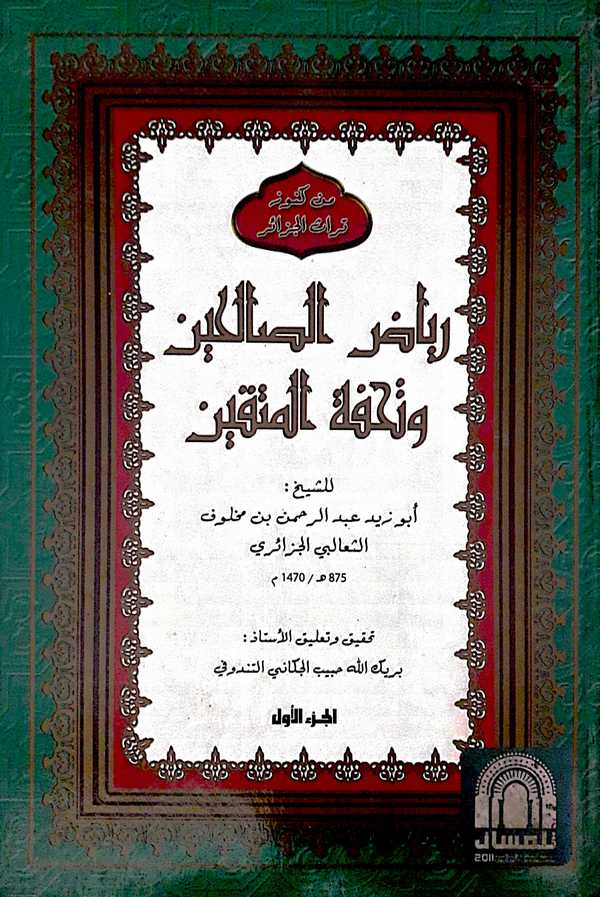 من كنوز
تراث الجزائر
رياض الصالحين
وتحفة المتقين
للشيخ :
أبو زيد عبد الرحمن بن مخلوف
الثعالبي الجزائري
875 هـ / 1470 م
تحقيق وتعليق الأستاذ :
بريك الله حبيب الجكاني التندوفي
الجزء الأول
تلمسان
2011